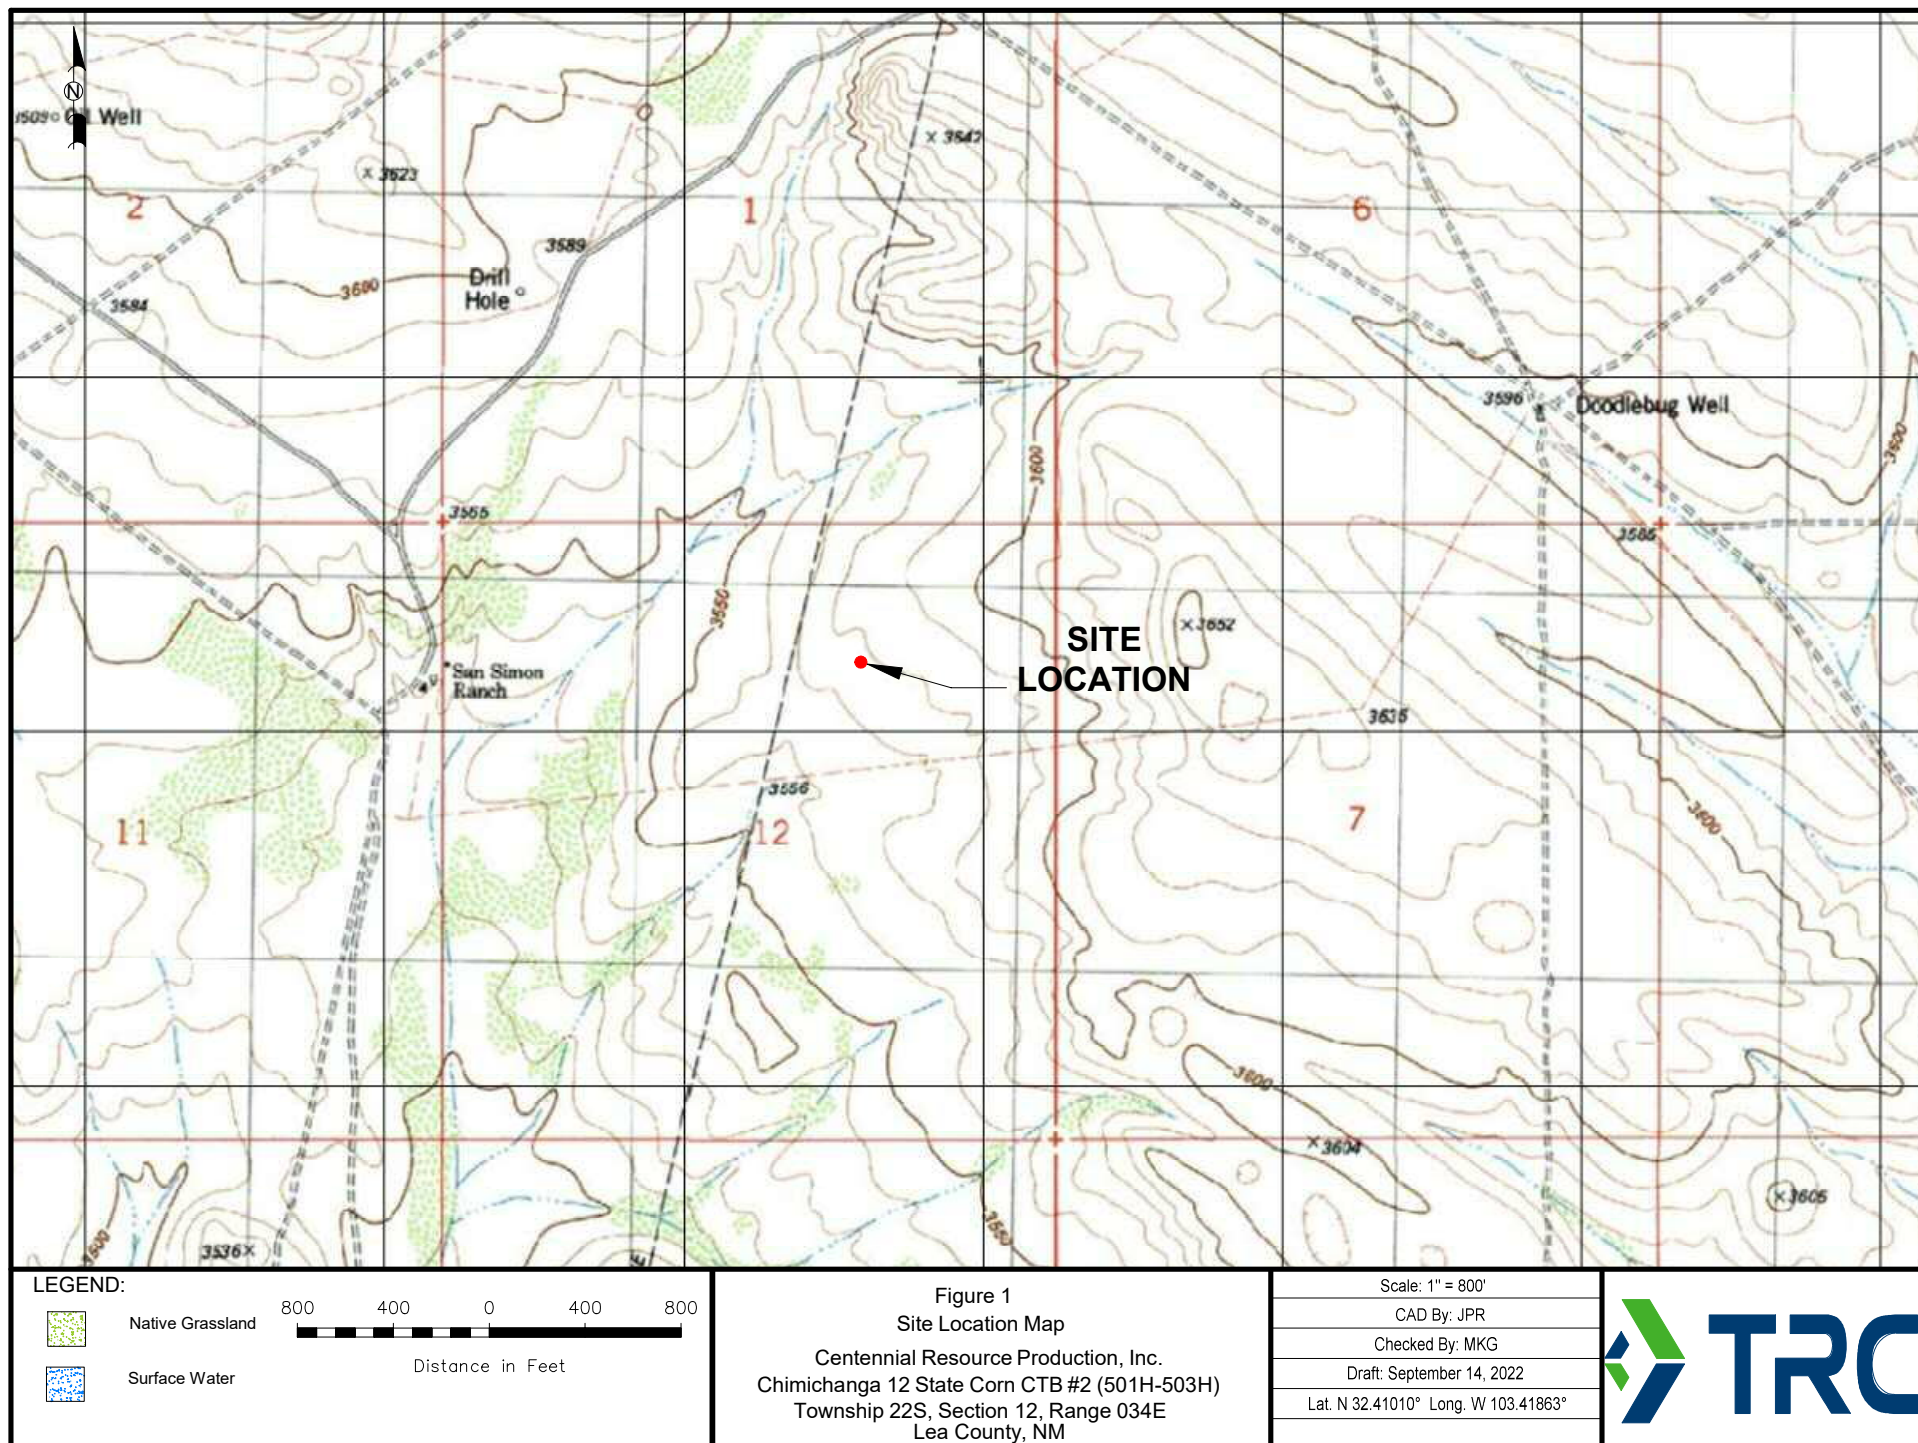 N
Oil Well
3642
3623
2
1
6
3589
3600
Drill
Hole
3584
3596
Doodlebug Well
3600
3600
3565
3585
3550
SITE
LOCATION
3652
San Simon
Ranch
3635
3556
3600
11
12
7
3600
3604
3605
3550
3536
3500
LEGEND:
Native Grassland
Surface Water
800 400 0 400 800
Distance in Feet
Figure 1
Site Location Map
Centennial Resource Production, Inc.
Chimichanga 12 State Corn CTB #2 (501H-503H)
Township 22S, Section 12, Range 034E
Lea County, NM
Scale: 1" = 800'
CAD By: JPR
Checked By: MKG
Draft: September 14, 2022
Lat. N 32.41010° Long. W 103.41863°
TRC